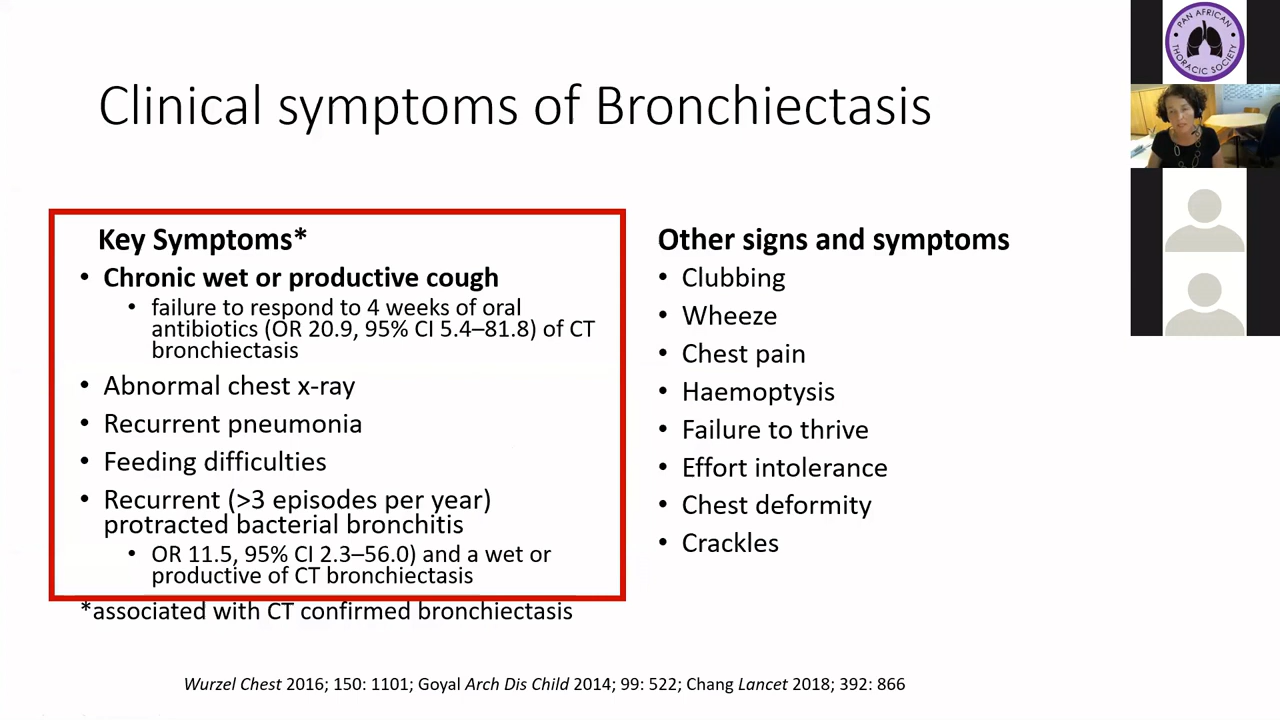 Clinical symptoms of Bronchiectasis
Key Symptoms*
• Chronic wet or productive cough
• failure to respond to 4 weeks of oral
antibiotics (OR 20.9, 95% CI 5.4–81.8) of CT
bronchiectasis
• Abnormal chest x-ray
• Recurrent pneumonia
• Feeding difficulties
• Recurrent (>3 episodes per year)
protracted bacterial bronchitis
• OR 11.5, 95% CI 2.3–56.0) and a wet or
productive of CT bronchiectasis
*associated with CT confirmed bronchiectasis
Other signs and symptoms
• Clubbing
• Wheeze
• Chest pain
• Haemoptysis
• Failure to thrive
• Effort intolerance
• Chest deformity
• Crackles
Wurzel Chest 2016; 150: 1101; Goyal Arch Dis Child 2014; 99: 522; Chang Lancet 2018; 392: 866
PAN AFRICAN
THORACIC SOCIETY